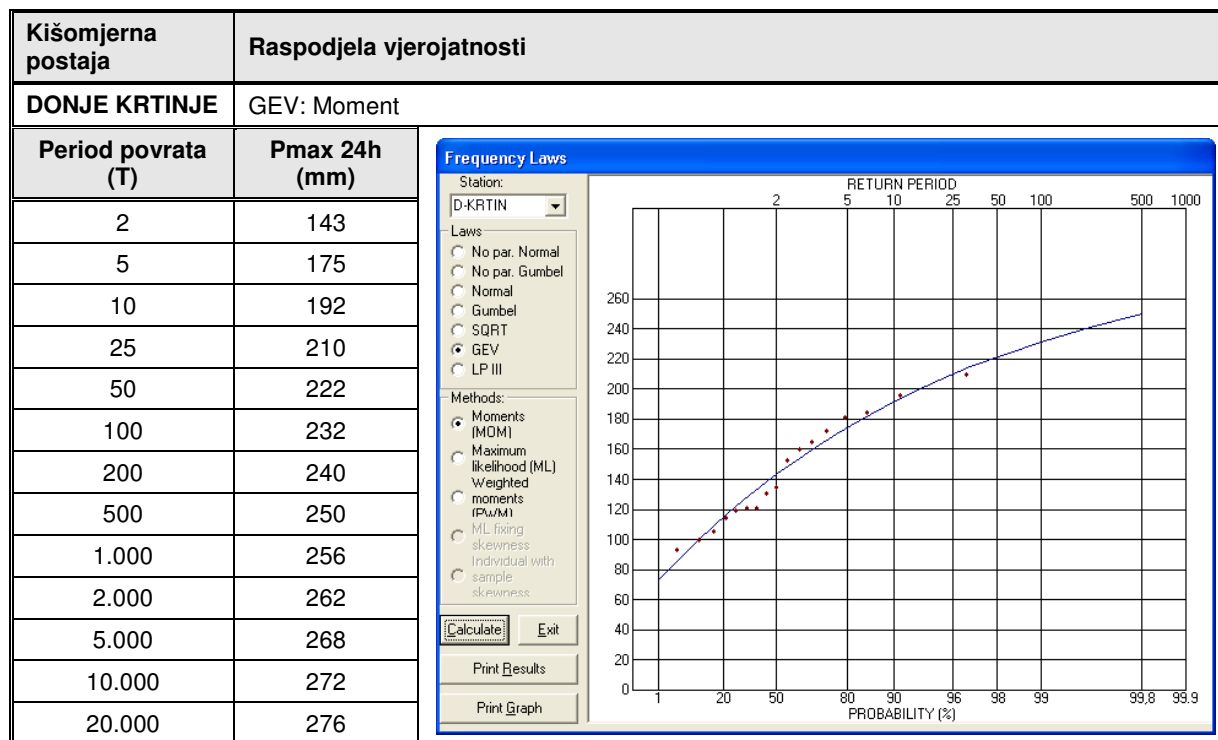 Kišomjerna
postaja
Raspodjela vjerojatnosti
DONJE KRTINJE
GEV: Moment
Period povrata
(T)
Pmax 24h
(mm)
2 143
5 175
10 192
25 210
50 222
100 232
200 240
500 250
1.000 256
2.000 262
5.000 268
10.000 272
20.000 276
Frequency Laws
Station:
D-KRTIN
Laws
No par. Normal
No par. Gumbel
Normal
Gumbel
SQRT
GEV
LP III
Methods:
Moments
(MOM)
Maximum
likelihood (ML)
Weighted
moments
(PWM)
ML fixing
skewness
Individual with
sample
skewness
Calculate Exit
Print Results
Print Graph
RETURN PERIOD
2 5 10 25 50 100 500 1000
260
240
220
200
180
160
140
120
100
80
60
40
20
0
1 20 50 80 90 96 98 99 99,8 99.9
PROBABILITY (%)